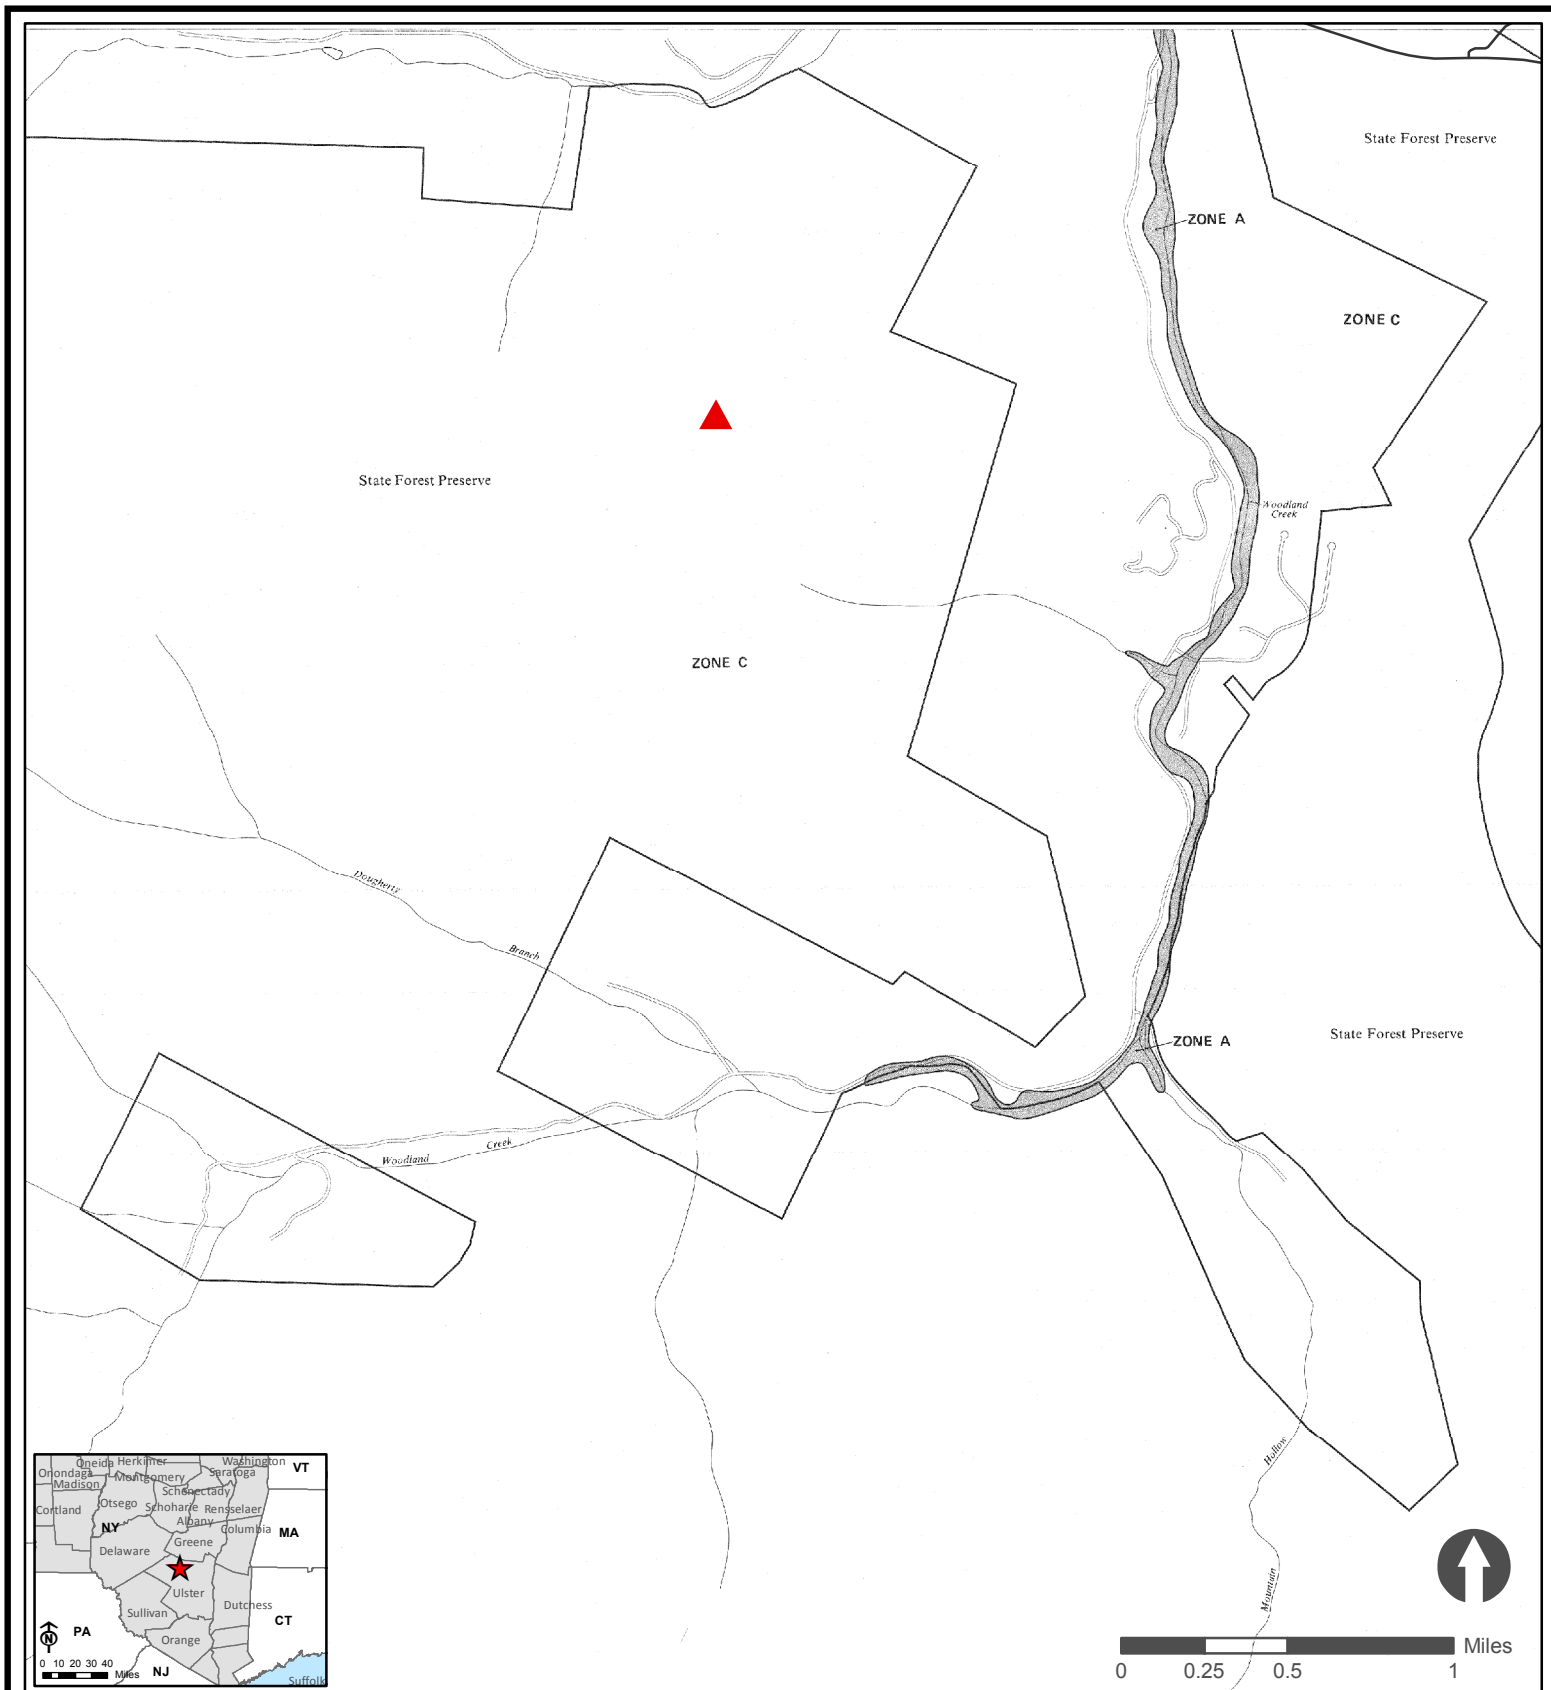 State Forest Preserve
ZONE A
ZONE C
State Forest Preserve
Woodland
Creek
ZONE C
Dougherty
Branch
ZONE A
State Forest Preserve
Creek
Woodland
Hollow
Mountain
Oneida
Herkimer
Washington
VT
Onondaga
Montgomery
Saratoga
Madison
Schenectady
Cortland
Otsego
Schoharie
Rensselaer
Albany
NY
Columbia
MA
Greene
Delaware
Ulster
Sullivan
Dutchess
CT
PA
N
Orange
0 10 20 30 40
Miles
NJ
Suffolk
Miles
0 0.25 0.5 1